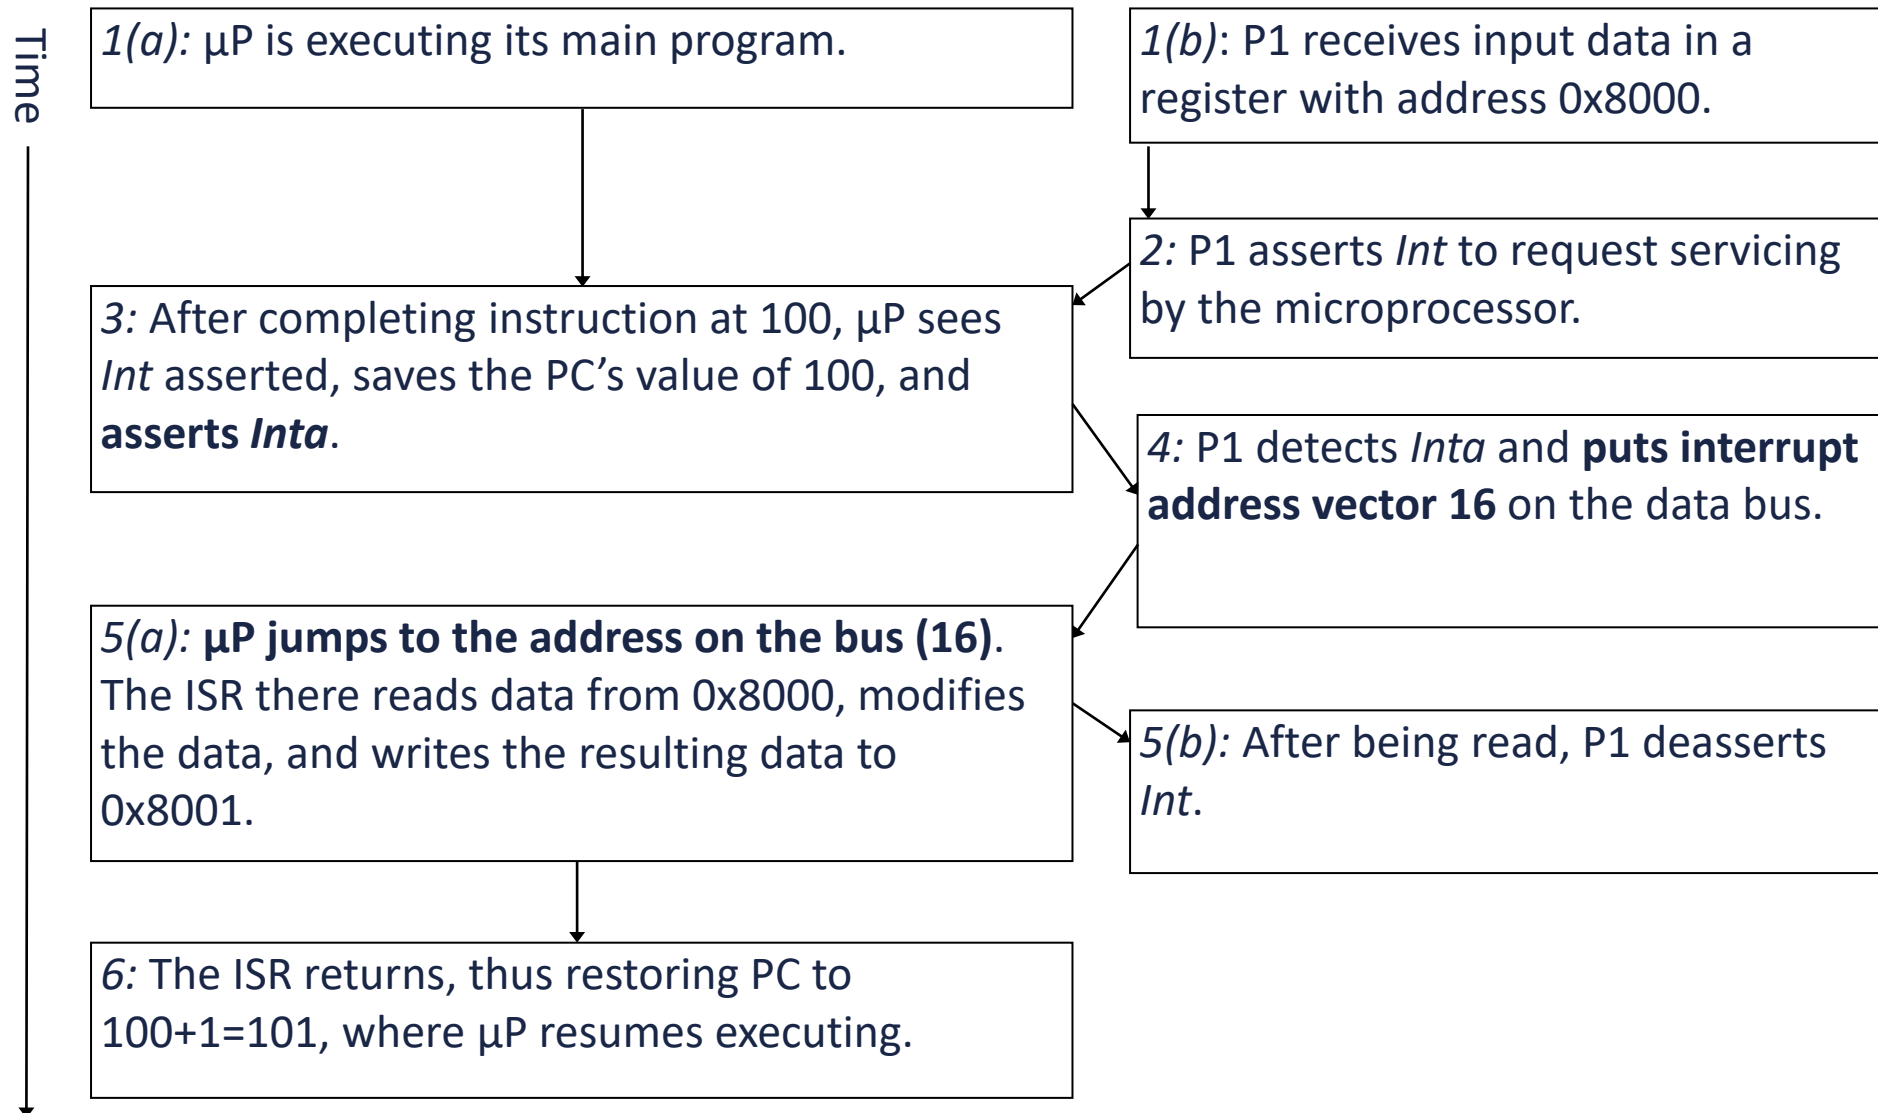 Time
1(a): μP is executing its main program.
1(b): P1 receives input data in a
register with address 0x8000.
2: P1 asserts Int to request servicing
by the microprocessor.
3: After completing instruction at 100, μP sees
Int asserted, saves the PC’s value of 100, and
asserts Inta.
4: P1 detects Inta and puts interrupt
address vector 16 on the data bus.
5(a): μP jumps to the address on the bus (16).
The ISR there reads data from 0x8000, modifies
the data, and writes the resulting data to
0x8001.
5(b): After being read, P1 deasserts
Int.
6: The ISR returns, thus restoring PC to
100+1=101, where μP resumes executing.